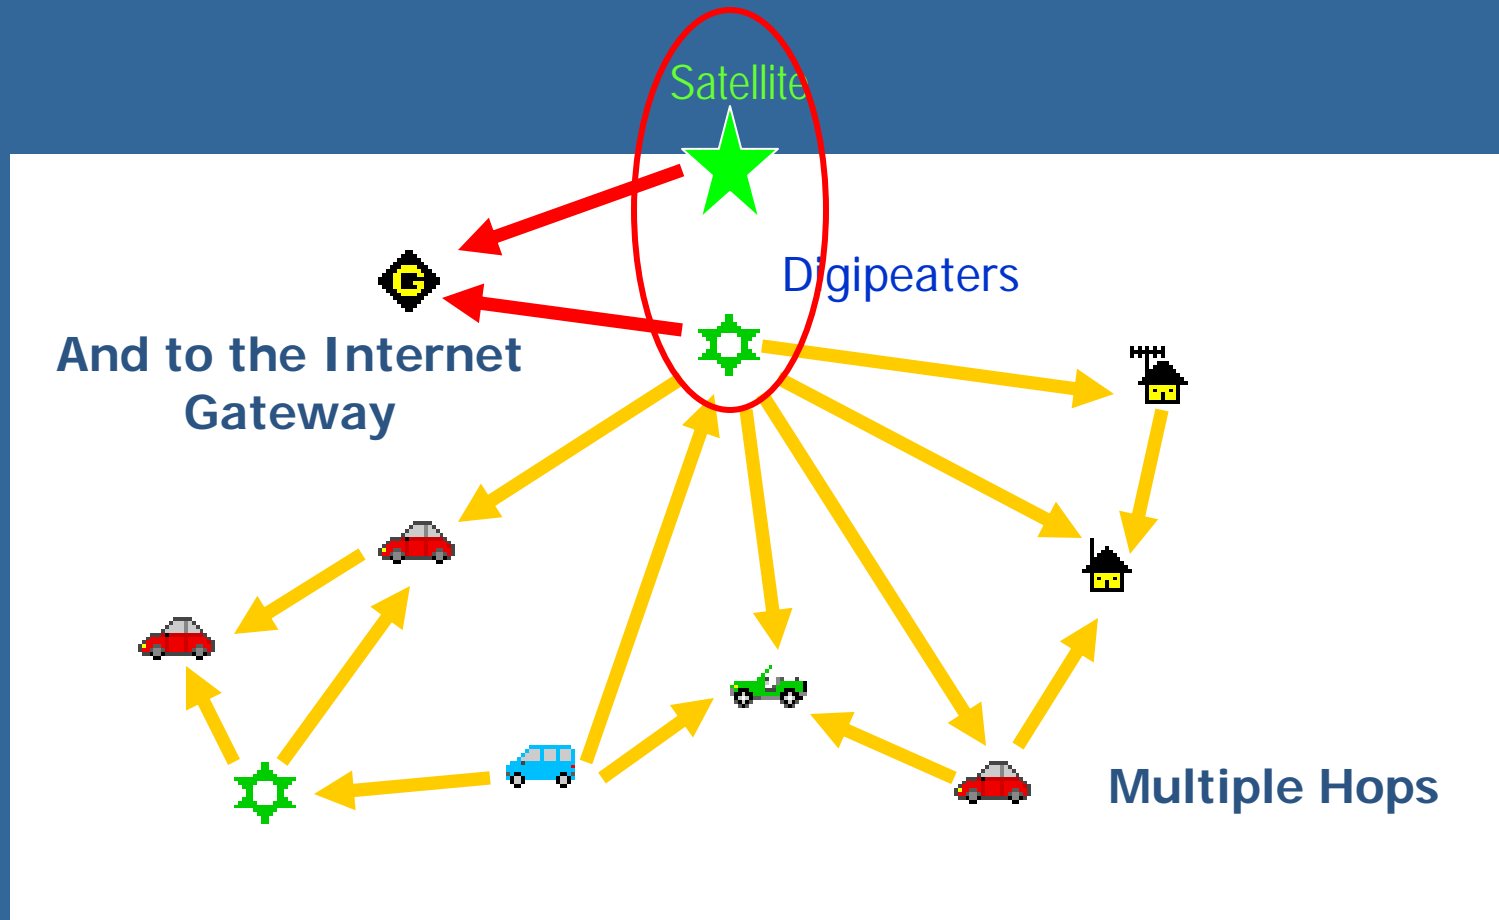 Satellite
G
Digipeaters
And to the Internet
Gateway
Multiple Hops